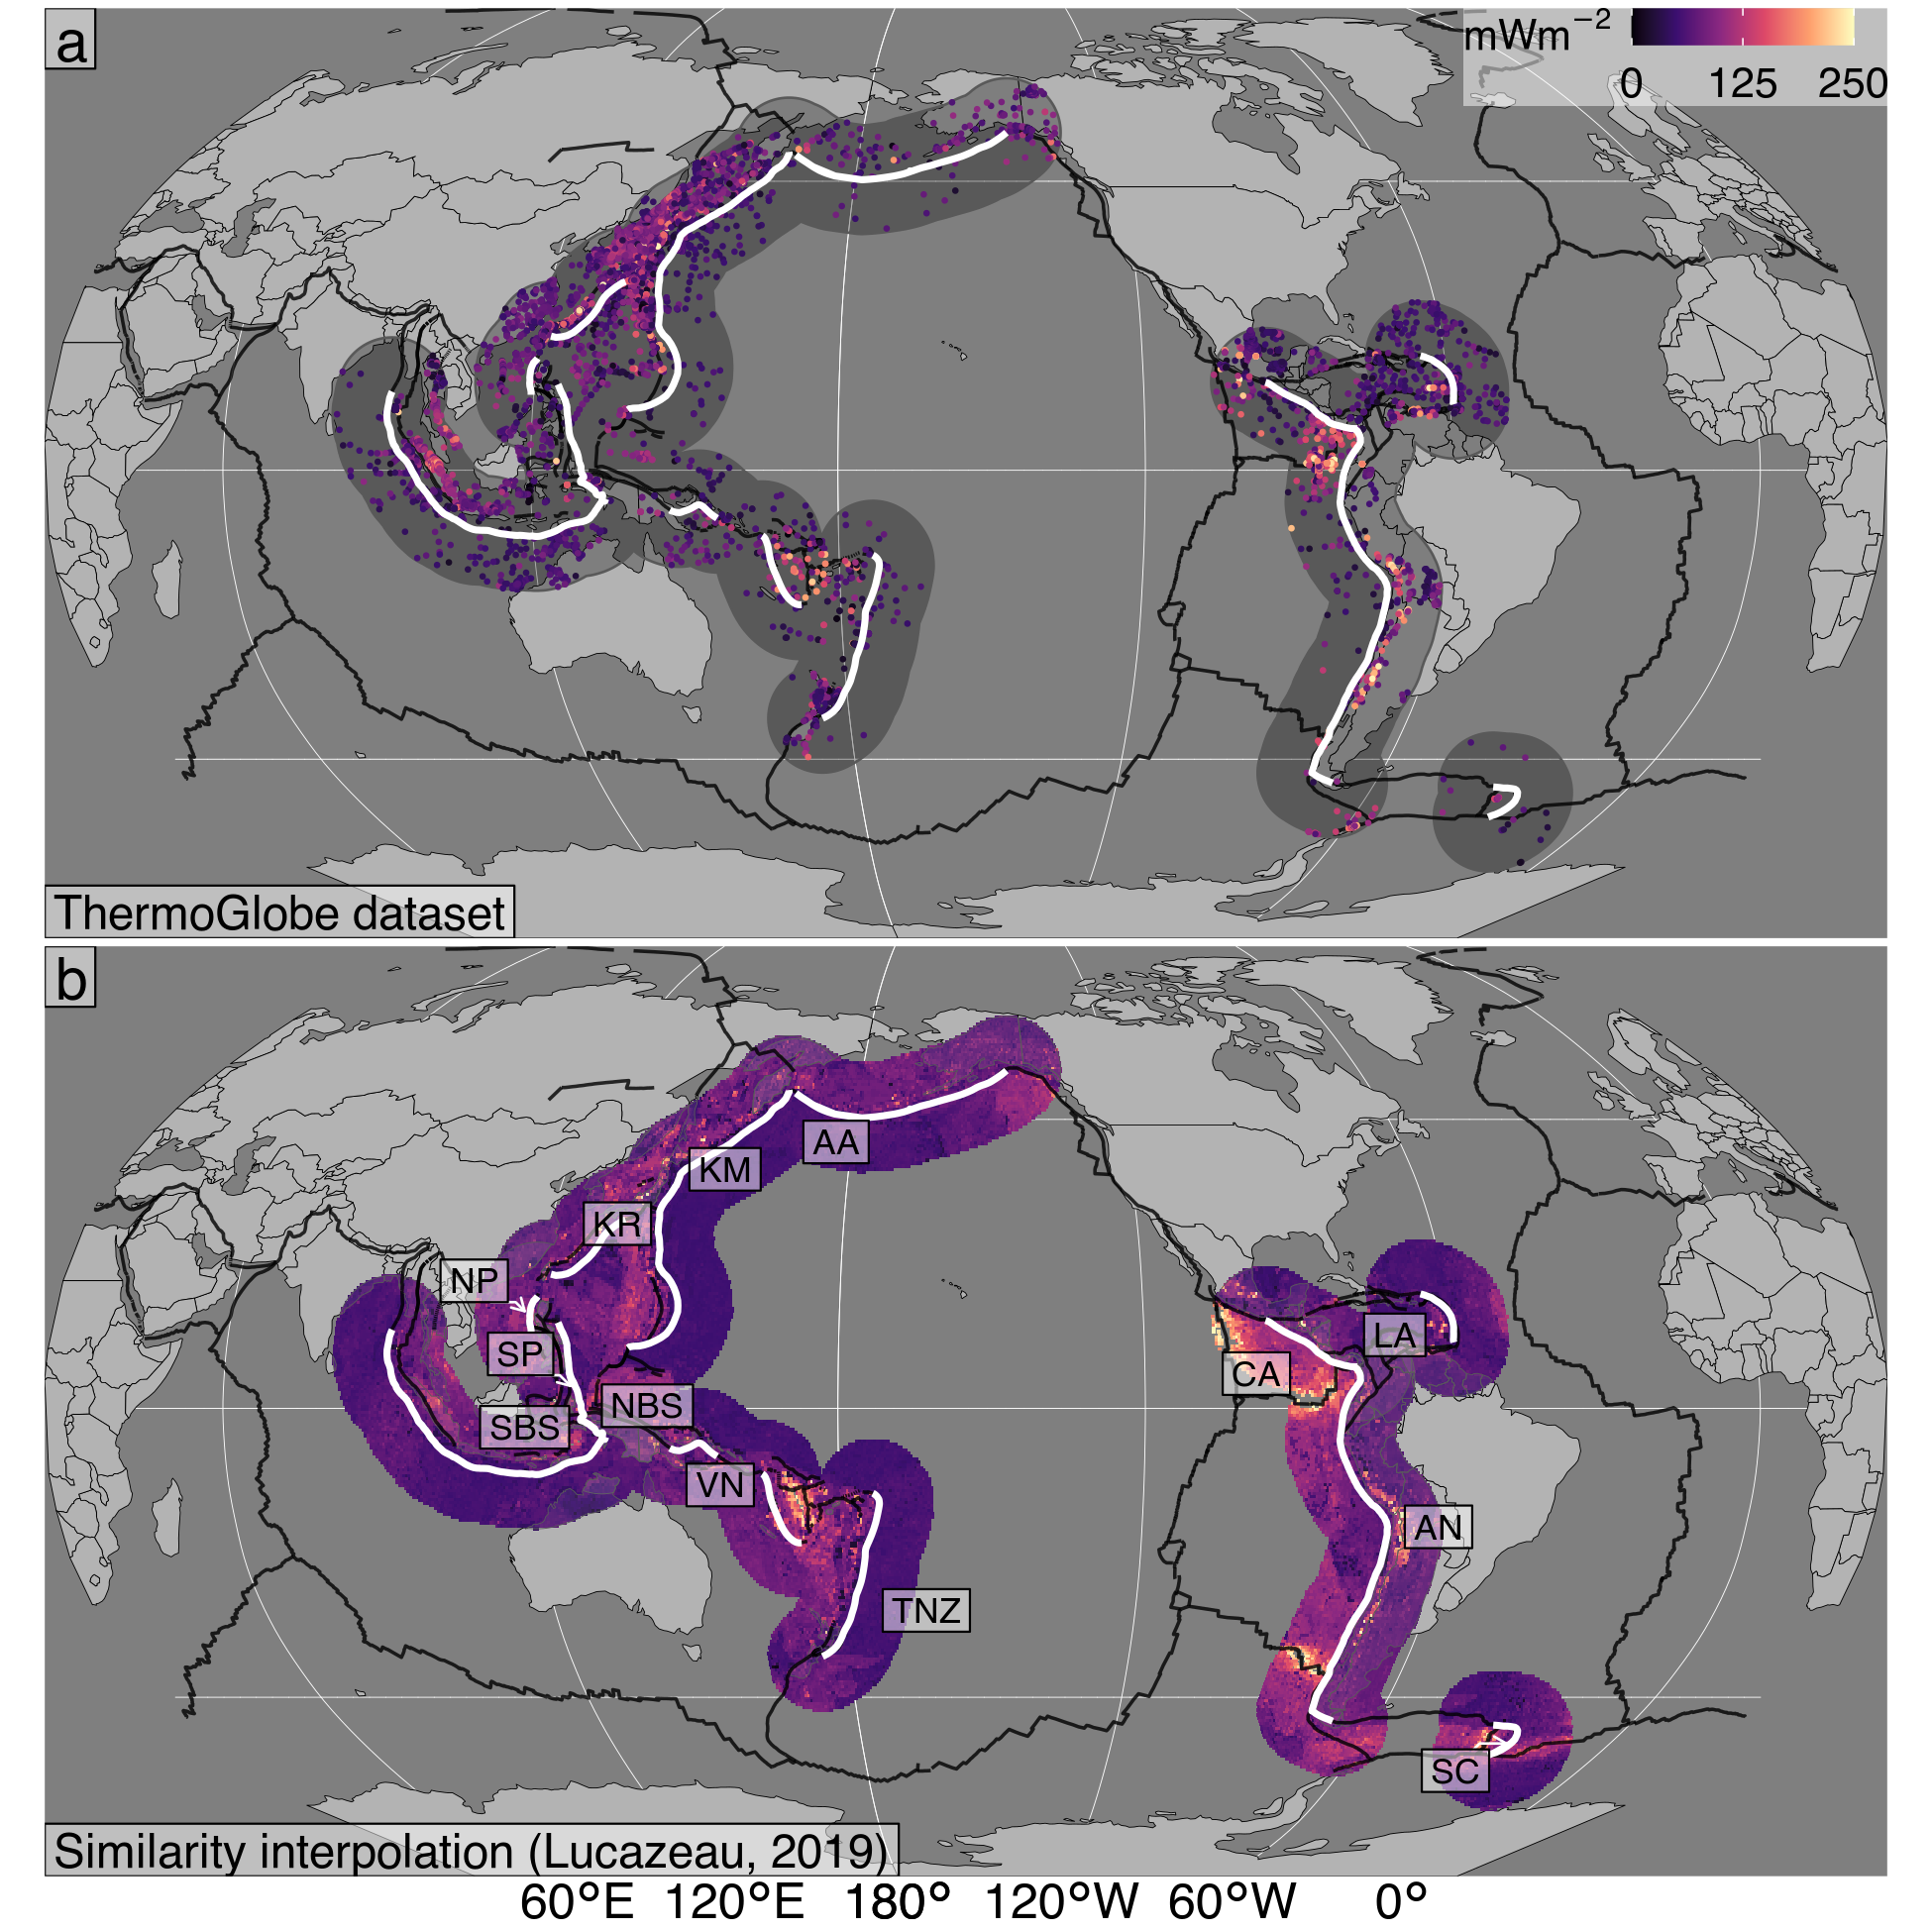 a
mWm−2
0 125 250
ThermoGlobe dataset
b
AA
KM
KR
NP
SP
NBS
SBS
VN
TNZ
LA
CA
AN
SC
Similarity interpolation (Lucazeau, 2019)
60°E 120°E 180° 120°W 60°W 0°